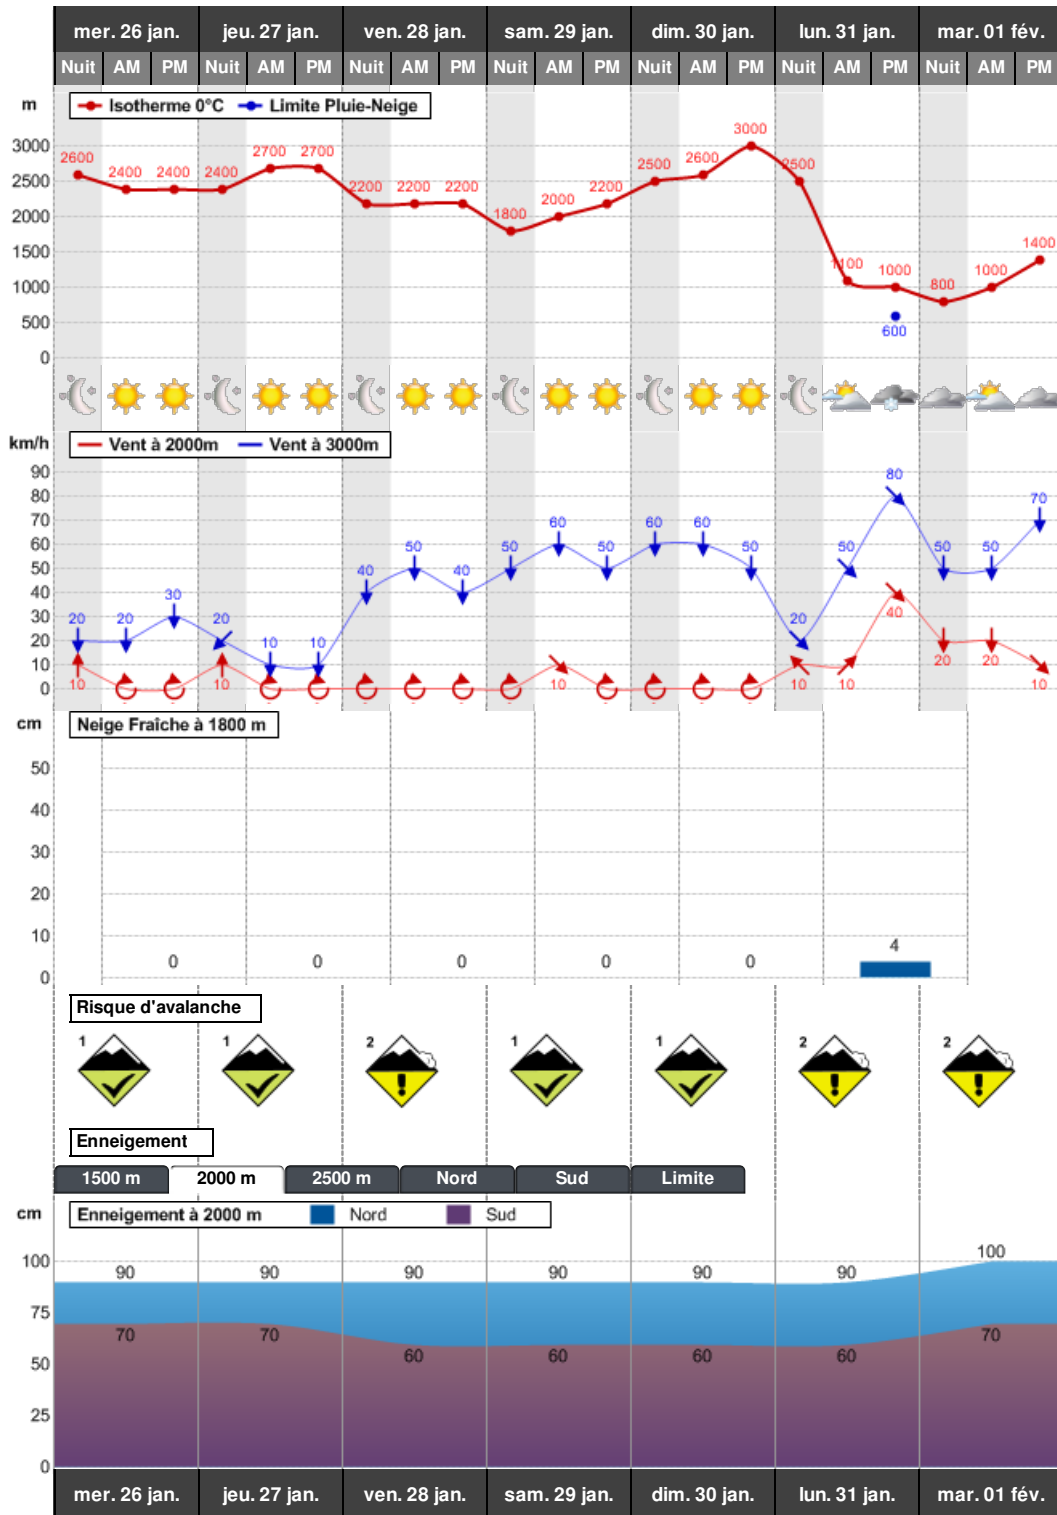 mer. 26 jan. jeu. 27 jan. ven. 28 jan. sam. 29 jan. dim. 30 jan. lun. 31 jan. mar. 01 fév.
Nuit AM PM Nuit AM PM Nuit AM PM Nuit AM PM Nuit AM PM Nuit AM PM Nuit AM PM
m Isotherme 0°C Limite Pluie-Neige
3000
2500
2000
1500
1000
500
0
2600 2400 2400 2400 2700 2700 2200 2200 2200 1800 2000 2200 2500 2600 3000 2500 1100 1000 800 1000 1400
600
km/h Vent à 2000m Vent à 3000m
90
80
70
60
50
40
30
20
10
0
20 20 30 20 10 10 40 50 40 50 60 50 60 60 50 20 50 80 50 50 70
10 10 10 10 10 40 20 20 10
cm Neige Fraîche à 1800 m
50
40
30
20
10
0
0 0 0 0 0 4
Risque d'avalanche
1 1 2 1 1 2 2
Enneigement
1500 m 2000 m 2500 m Nord Sud Limite
cm Enneigement à 2000 m Nord Sud
100
75
50
25
0
90 90 90 90 90 90 100
70 70 60 60 60 60 70
mer. 26 jan. jeu. 27 jan. ven. 28 jan. sam. 29 jan. dim. 30 jan. lun. 31 jan. mar. 01 fév.